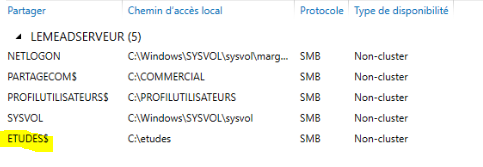 Partager Chemin d'accès local Protocole Type de disponibilité
LEMEADSERVEUR (5)
NETLOGON C:\Windows\SYSVOL\sysvol\marg... SMB Non-cluster
PARTAGECOM$ C:\COMMERCIAL SMB Non-cluster
PROFILUTILISATEURS$ C:\PROFILUTILISATEURS SMB Non-cluster
SYSVOL C:\Windows\SYSVOL\sysvol SMB Non-cluster
ETUDES$ C:\etudes SMB Non-cluster